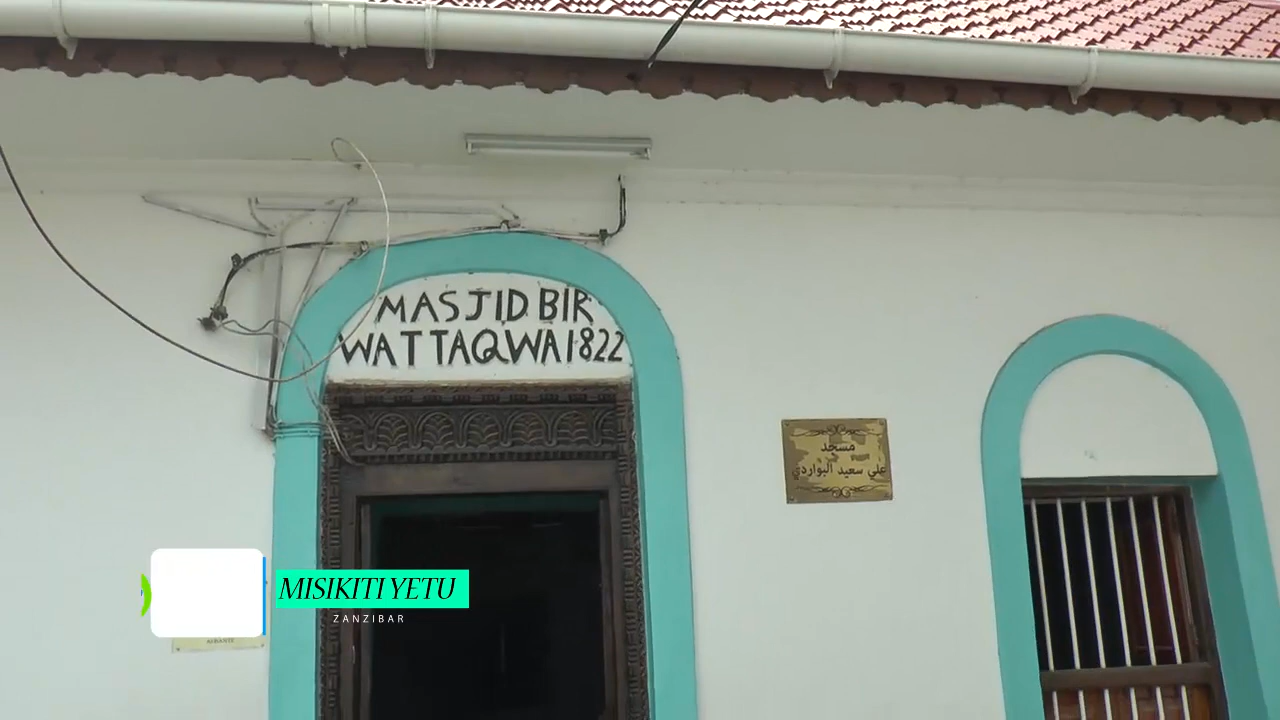 MASJID BIR
WATTAQWA 1822
مسجد
علي سعيد البواردي
MISIKITI YETU
ZANZIBAR